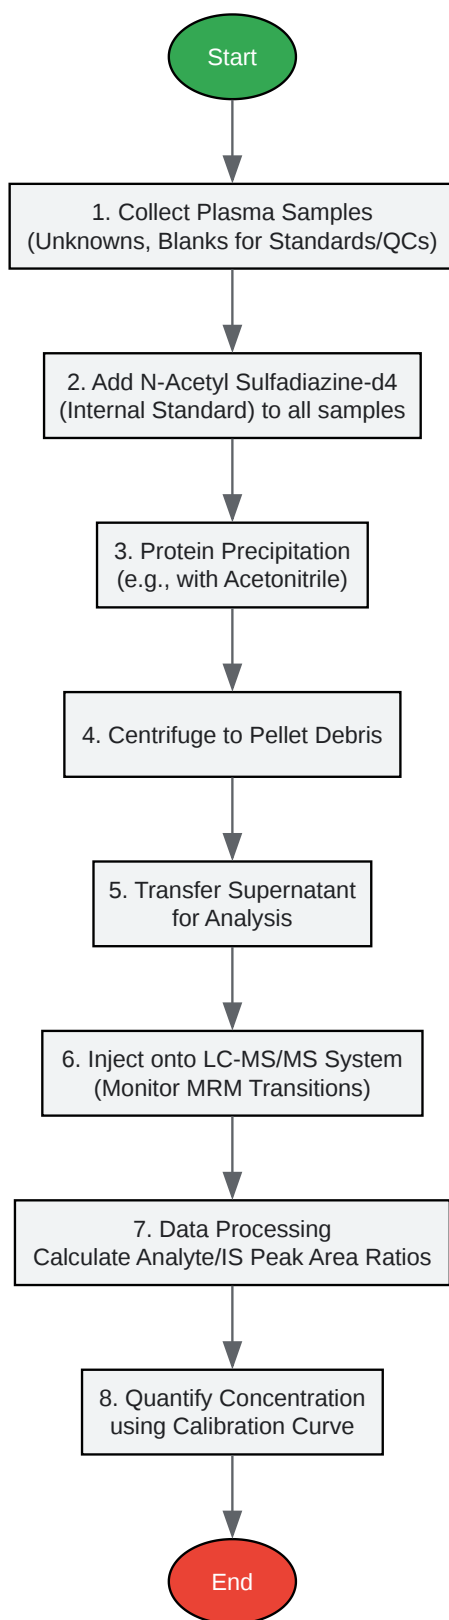 Start
1. Collect Plasma Samples
(Unknowns, Blanks for Standards/QCs)
2. Add N-Acetyl Sulfadiazine-d4
(Internal Standard) to all samples
3. Protein Precipitation
(e.g., with Acetonitrile)
4. Centrifuge to Pellet Debris
5. Transfer Supernatant
for Analysis
6. Inject onto LC-MS/MS System
(Monitor MRM Transitions)
7. Data Processing
Calculate Analyte/IS Peak Area Ratios
8. Quantify Concentration
using Calibration Curve
End